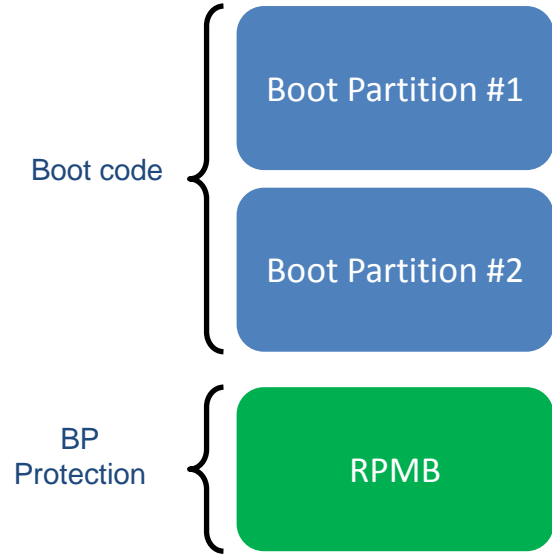 Boot Partition #1
Boot code
Boot Partition #2
BP
Protection
RPMB